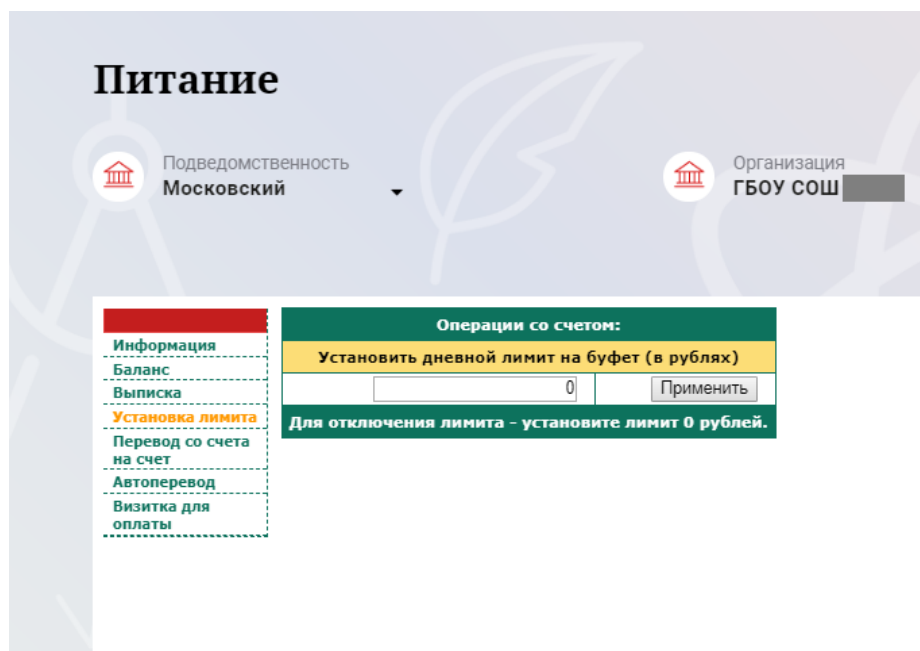 Питание
Подведомственность
Московский
Организация
ГБОУ СОШ
Информация
Баланс
Выписка
Установка лимита
Перевод со счета
на счет
Автоперевод
Визитка для
оплаты
Операции со счетом:
Установить дневной лимит на буфет (в рублях)
0
Применить
Для отключения лимита - установите лимит 0 рублей.